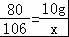 80/106 = 10g/x